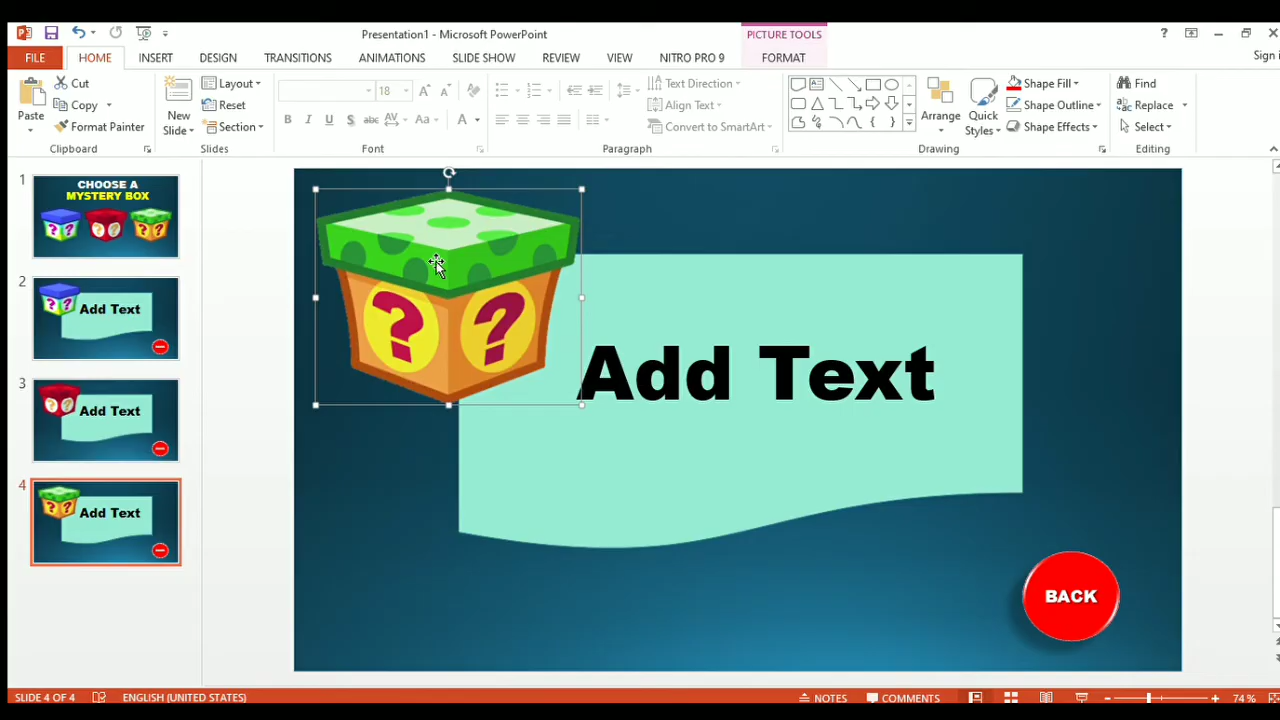 Presentation1 - Microsoft PowerPoint
PICTURE TOOLS
?
FILE
HOME
INSERT
DESIGN
TRANSITIONS
ANIMATIONS
SLIDE SHOW
REVIEW
VIEW
NITRO PRO 9
FORMAT
Sign
Paste
Cut
Copy
Format Painter
Clipboard
New
Slide
Layout
Reset
Section
Slides
18
B I U S abc AV Aa A
Font
Text Direction
Align Text
Convert to SmartArt
Paragraph
Arrange
Quick
Styles
Shape Fill
Shape Outline
Shape Effects
Drawing
Find
Replace
Select
Editing
1
CHOOSE A
MYSTERY BOX
? ? ? ? ? ?
2
? ?
Add Text
3
? ?
Add Text
4
? ?
Add Text
? ?
Add Text
BACK
SLIDE 4 OF 4
ENGLISH (UNITED STATES)
NOTES
COMMENTS
74%